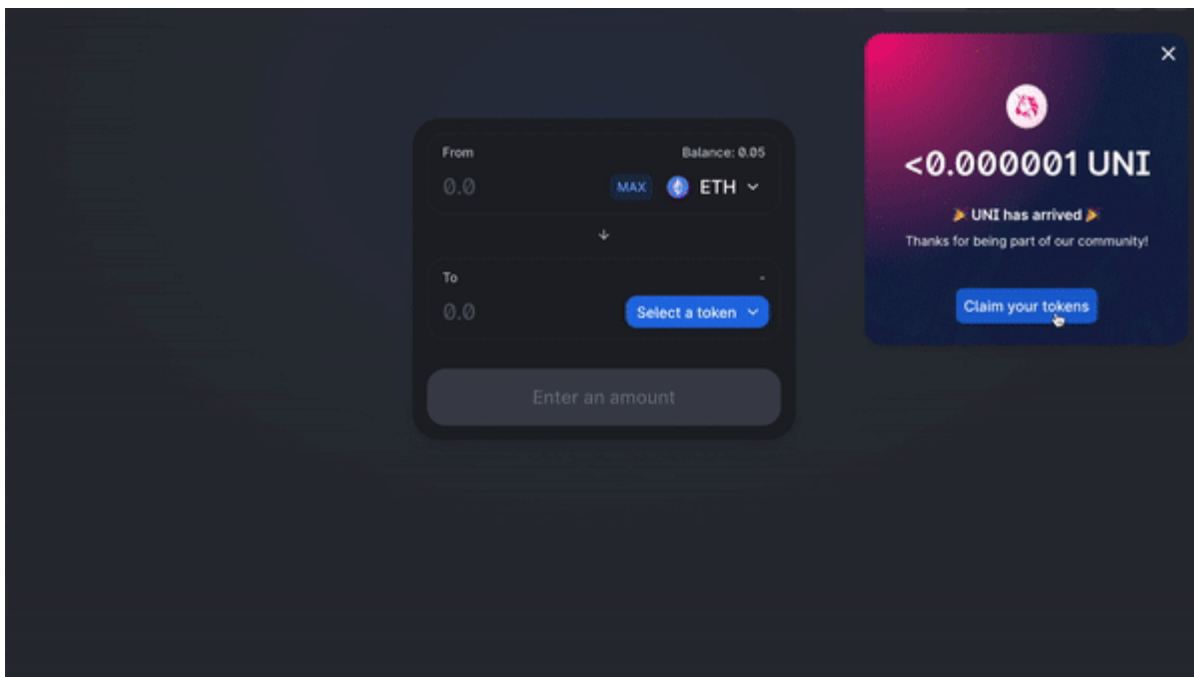 From
Balance: 0.05
0.0
MAX
ETH
To
-
0.0
Select a token
Enter an amount
<0.000001 UNI
🎉 UNI has arrived 🎉
Thanks for being part of our community!
Claim your tokens